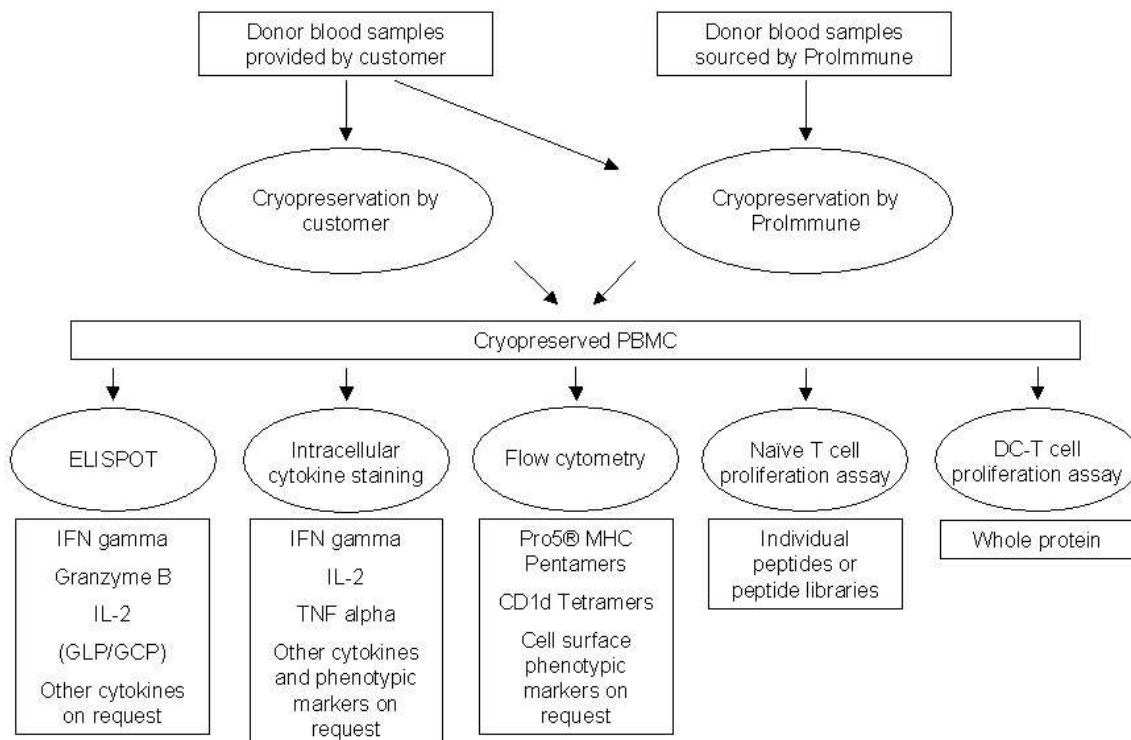 Donor blood samples
provided by customer
Donor blood samples
sourced by ProImmune
Cryopreservation by
customer
Cryopreservation by
ProImmune
Cryopreserved PBMC
ELISPOT
Intracellular
cytokine staining
Flow cytometry
Naïve T cell
proliferation assay
DC-T cell
proliferation assay
IFN gamma
Granzyme B
IL-2
(GLP/GCP)
Other cytokines
on request
IFN gamma
IL-2
TNF alpha
Other cytokines
and phenotypic
markers on
request
Pro5® MHC
Pentamers
CD1d Tetramers
Cell surface
phenotypic
markers on
request
Individual
peptides or
peptide libraries
Whole protein